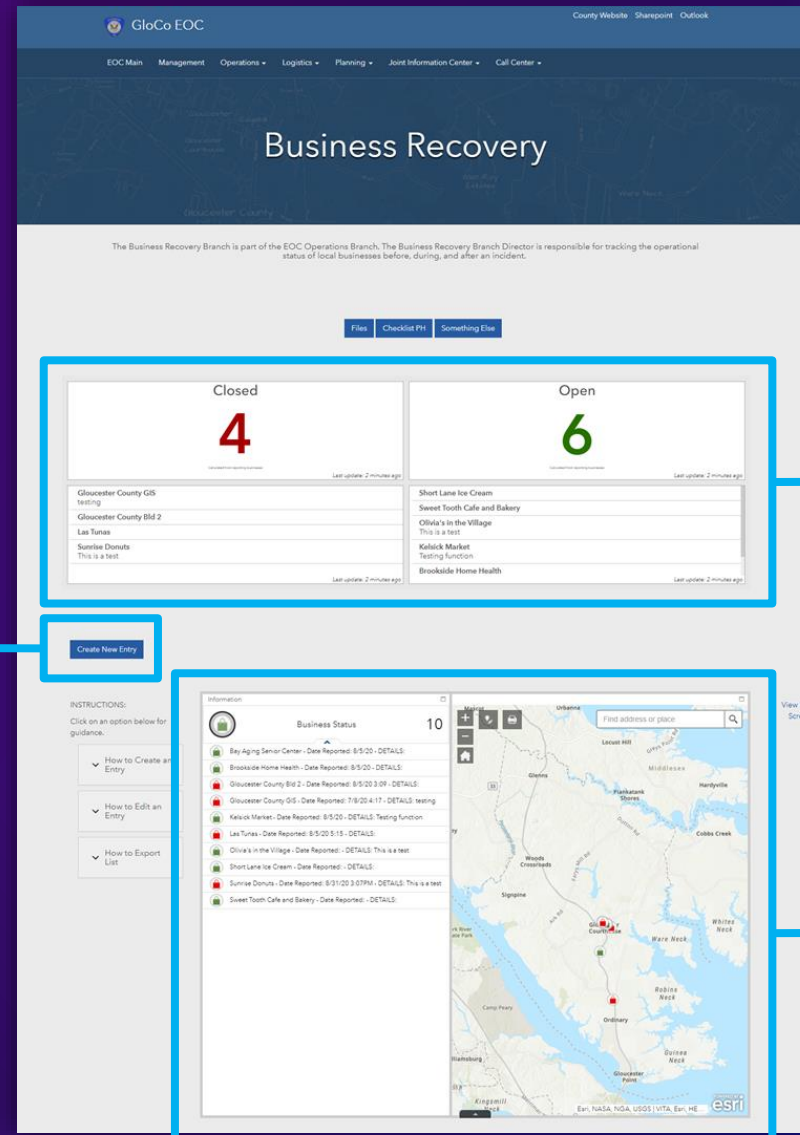 GloCo EOC
County Website Sharepoint Outlook
EOC Main Management Operations Logistics Planning Joint Information Center Call Center
Business Recovery
The Business Recovery Branch is part of the EOC Operations Branch. The Business Recovery Branch Director is responsible for tracking the operational
status of local businesses before, during, and after an incident.
Files Checklist PH Something Else
Closed
4
Last update: 2 minutes ago
Open
6
Last update: 2 minutes ago
Gloucester County GIS
testing
Gloucester County Bld 2
Las Tunas
Sunrise Donuts
This is a test
Last update: 2 minutes ago
Short Lane Ice Cream
Sweet Tooth Cafe and Bakery
Olivia's in the Village
This is a test
Kelsick Market
Testing function
Brookside Home Health
Last update: 2 minutes ago
Create New Entry
INSTRUCTIONS:
Click on an option below for
guidance.
How to Create an
Entry
How to Edit an
Entry
How to Export
List
Information
Business Status 10
Bay Aging Senior Center - Date Reported: 8/5/20 - DETAILS:
Brookside Home Health - Date Reported: 8/5/20 - DETAILS:
Gloucester County Bld 2 - Date Reported: 8/5/20 3:09 - DETAILS:
Gloucester County GIS - Date Reported: 7/8/20 4:17 - DETAILS: testing
Kelsick Market - Date Reported: 8/5/20 - DETAILS: Testing function
Las Tunas - Date Reported: 8/5/20 5:15 - DETAILS:
Olivia's in the Village - Date Reported: - DETAILS: This is a test
Short Lane Ice Cream - Date Reported: - DETAILS:
Sunrise Donuts - Date Reported: 8/31/20 3:07PM - DETAILS: This is a test
Sweet Tooth Cafe and Bakery - Date Reported: - DETAILS:
Find address or place
Urbanna
Locust Hill
Middlesex
Glenns
Hardyville
33
Piankatank
Shores
Cobbs Creek
Woods
Crossroads
Signpine
Whites
Neck
Ware Neck
Robins
Neck
Camp Peary
Ordinary
Guinea
Neck
Gloucester
Point
Kingsmill
Neck
Esri, NASA, NGA, USGS | VITA, Esri, HE...
esri
View